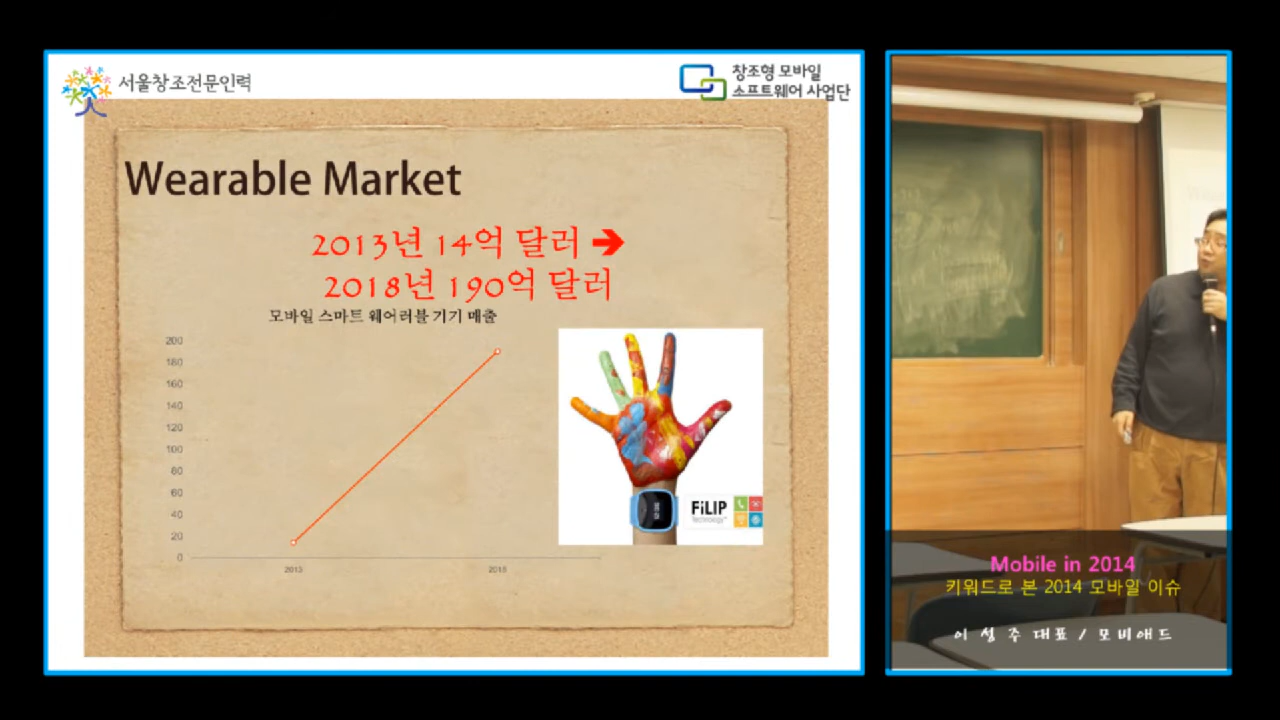 서울창조전문인력
창조형 모바일
소프트웨어 사업단
Wearable Market
2013년 14억 달러 ➔
2018년 190억 달러
모바일 스마트 웨어러블 기기 매출
200
180
160
140
120
100
80
60
40
20
0
2013
2018
FiLIP
technology
Mobile in 2014
키워드로 본 2014 모바일 이슈
이 성 주 대표 / 모비애드